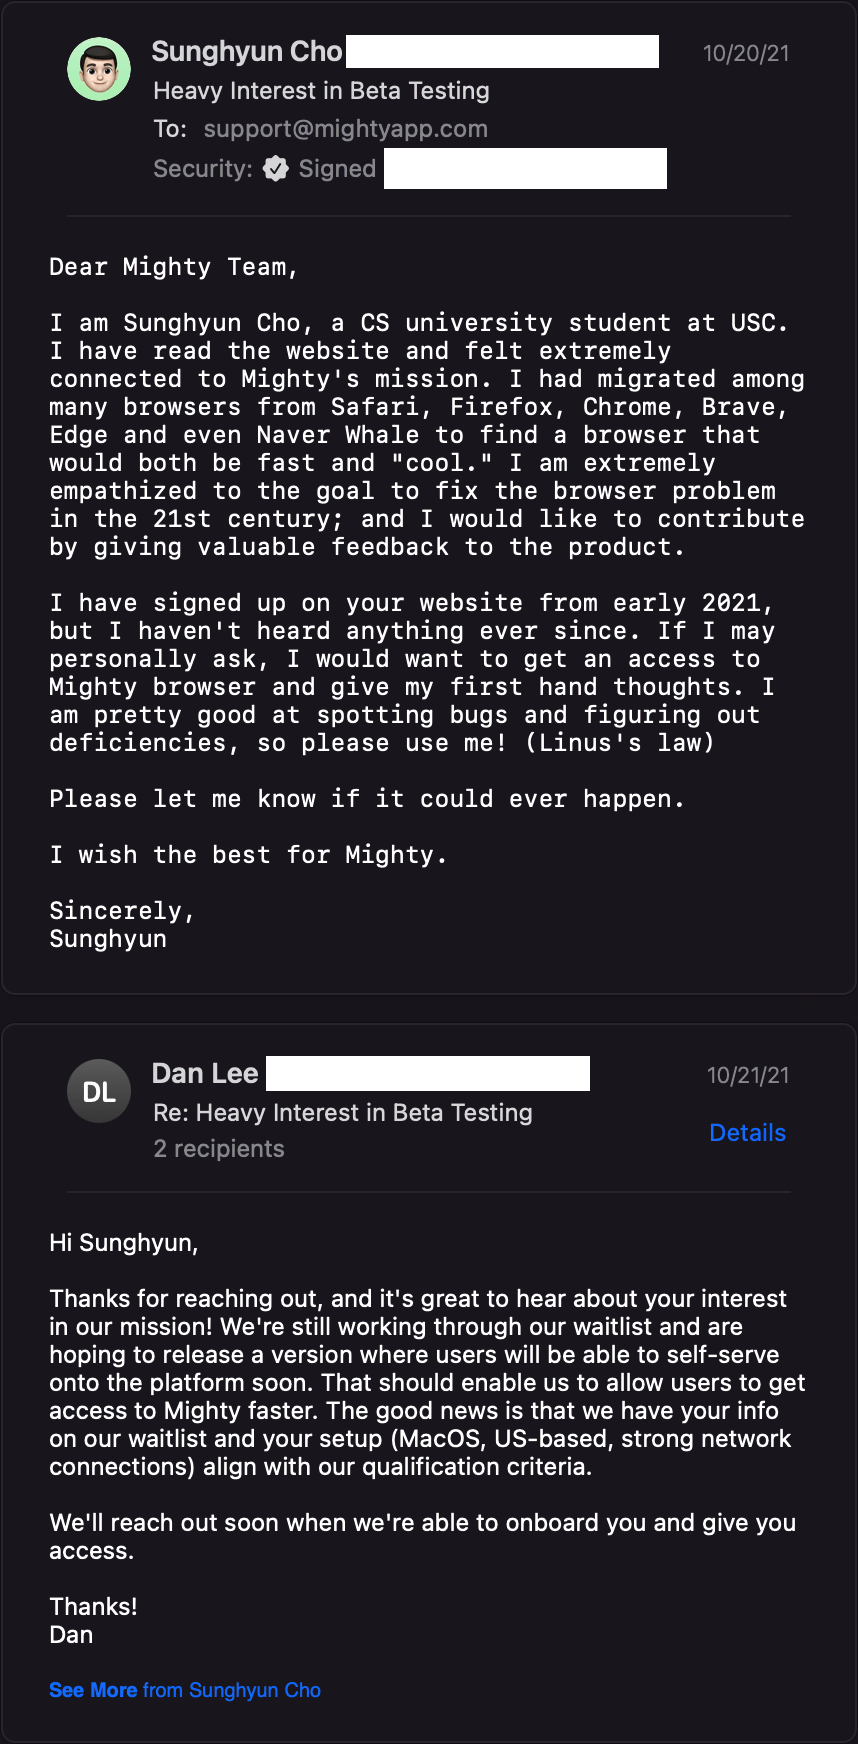 Sunghyun Cho
10/20/21
Heavy Interest in Beta Testing
To: support@mightyapp.com
Security: Signed
Dear Mighty Team,
I am Sunghyun Cho, a CS university student at USC.
I have read the website and felt extremely
connected to Mighty's mission. I had migrated among
many browsers from Safari, Firefox, Chrome, Brave,
Edge and even Naver Whale to find a browser that
would both be fast and "cool." I am extremely
empathized to the goal to fix the browser problem
in the 21st century; and I would like to contribute
by giving valuable feedback to the product.
I have signed up on your website from early 2021,
but I haven't heard anything ever since. If I may
personally ask, I would want to get an access to
Mighty browser and give my first hand thoughts. I
am pretty good at spotting bugs and figuring out
deficiencies, so please use me! (Linus's law)
Please let me know if it could ever happen.
I wish the best for Mighty.
Sincerely,
Sunghyun
DL
Dan Lee
10/21/21
Re: Heavy Interest in Beta Testing
2 recipients
Details
Hi Sunghyun,
Thanks for reaching out, and it's great to hear about your interest
in our mission! We're still working through our waitlist and are
hoping to release a version where users will be able to self-serve
onto the platform soon. That should enable us to allow users to get
access to Mighty faster. The good news is that we have your info
on our waitlist and your setup (MacOS, US-based, strong network
connections) align with our qualification criteria.
We'll reach out soon when we're able to onboard you and give you
access.
Thanks!
Dan
See More from Sunghyun Cho